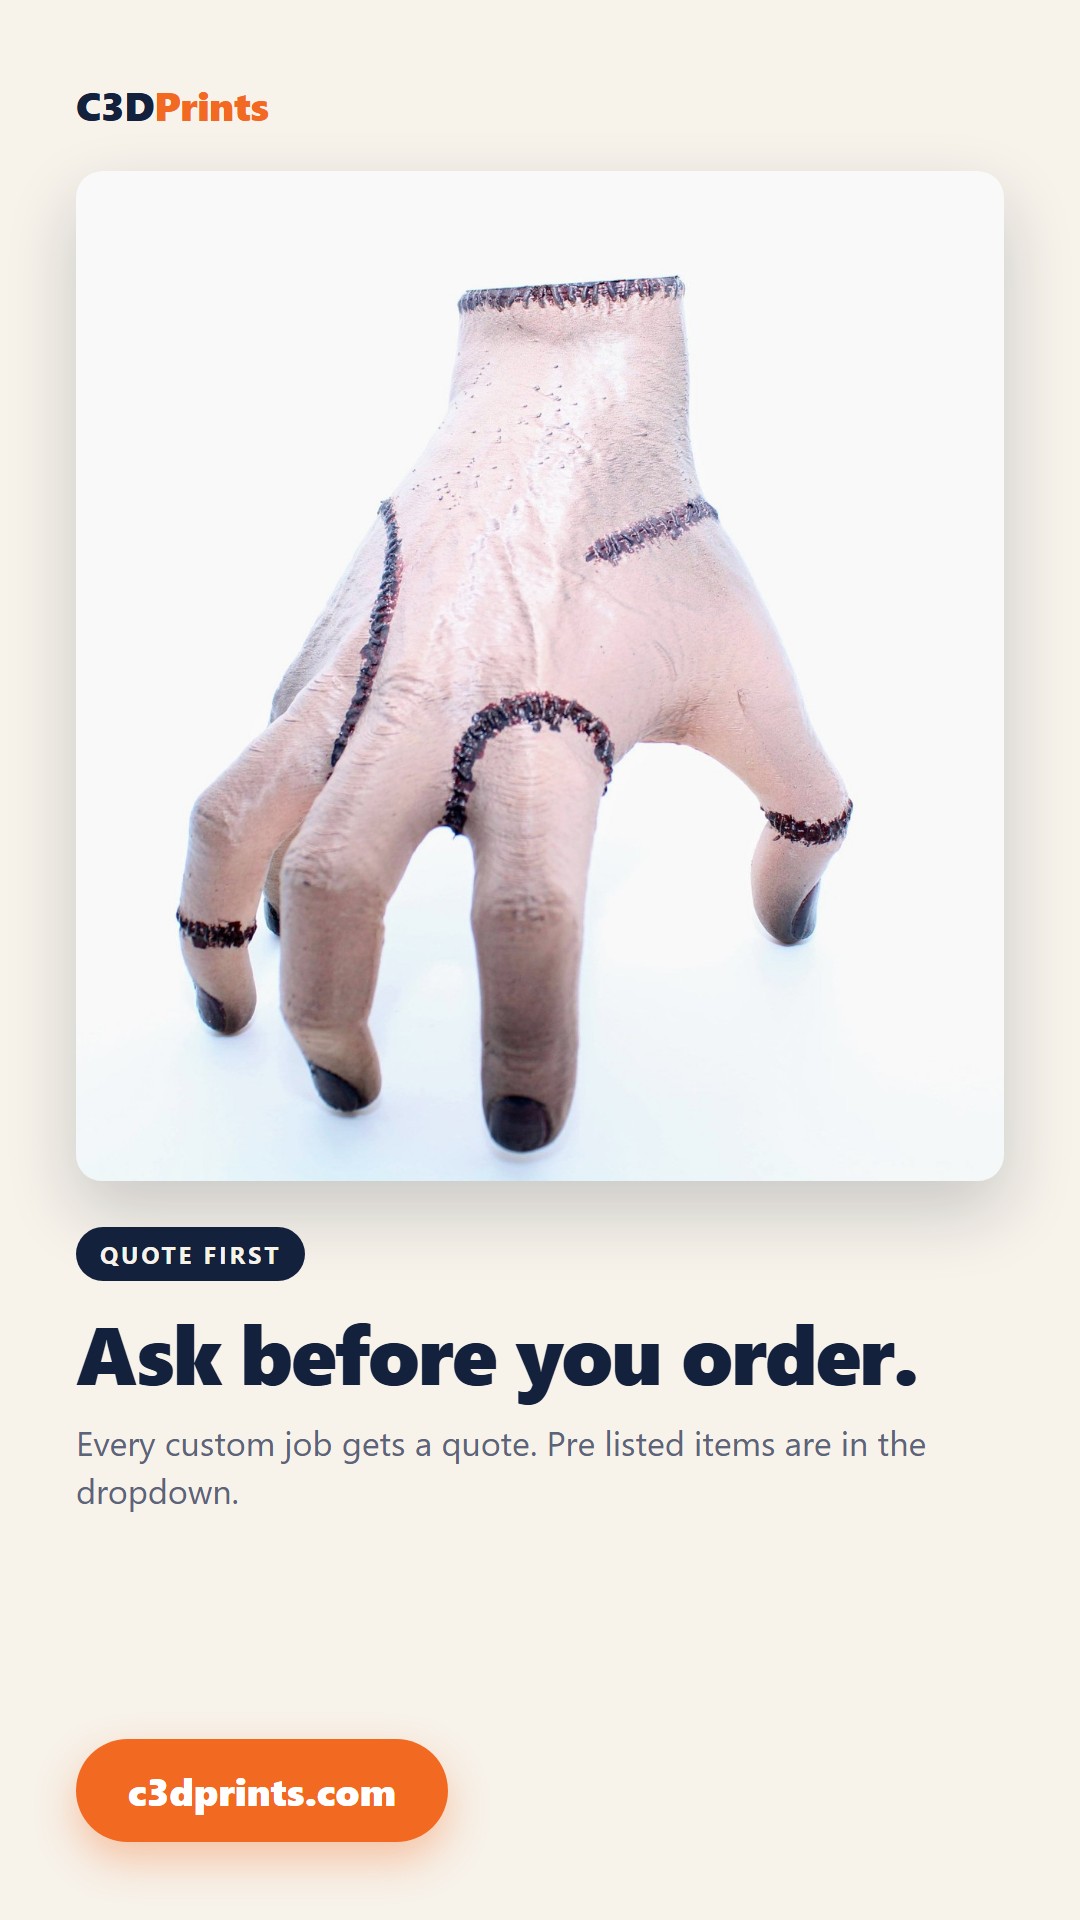 C3DPrints
QUOTE FIRST
Ask before you order.
Every custom job gets a quote. Pre listed items are in the
dropdown.
c3dprints.com